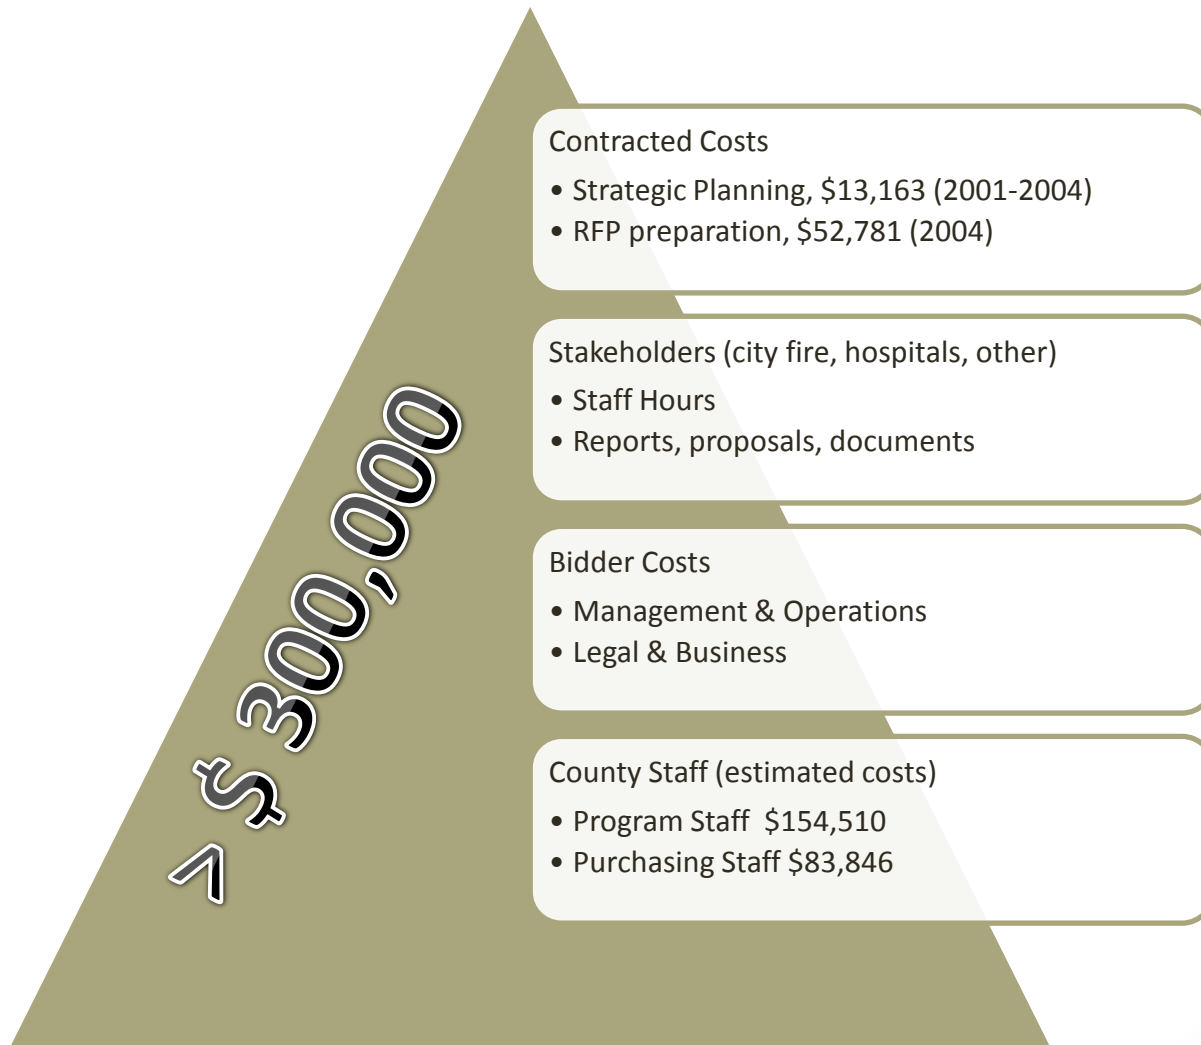 > $ 300,000
Contracted Costs
• Strategic Planning, $13,163 (2001-2004)
• RFP preparation, $52,781 (2004)
Stakeholders (city fire, hospitals, other)
• Staff Hours
• Reports, proposals, documents
Bidder Costs
• Management & Operations
• Legal & Business
County Staff (estimated costs)
• Program Staff  $154,510
• Purchasing Staff $83,846